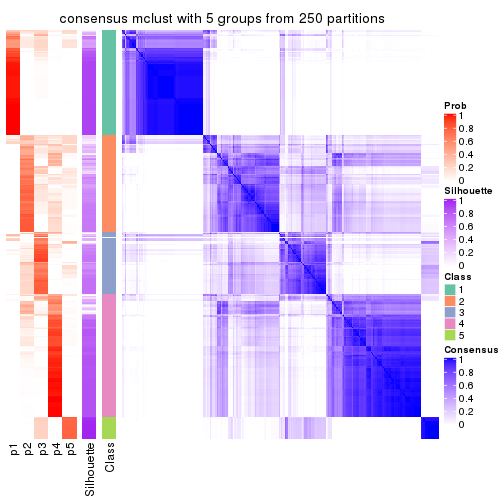 consensus mclust with 5 groups from 250 partitions
Prob
1
0.8
0.6
0.4
0.2
0
Silhouette
1
0.8
0.6
0.4
0.2
0
Class
1
2
3
4
5
Consensus
1
0.8
0.6
0.4
0.2
0
p1
p2
p3
p4
p5
Silhouette
Class